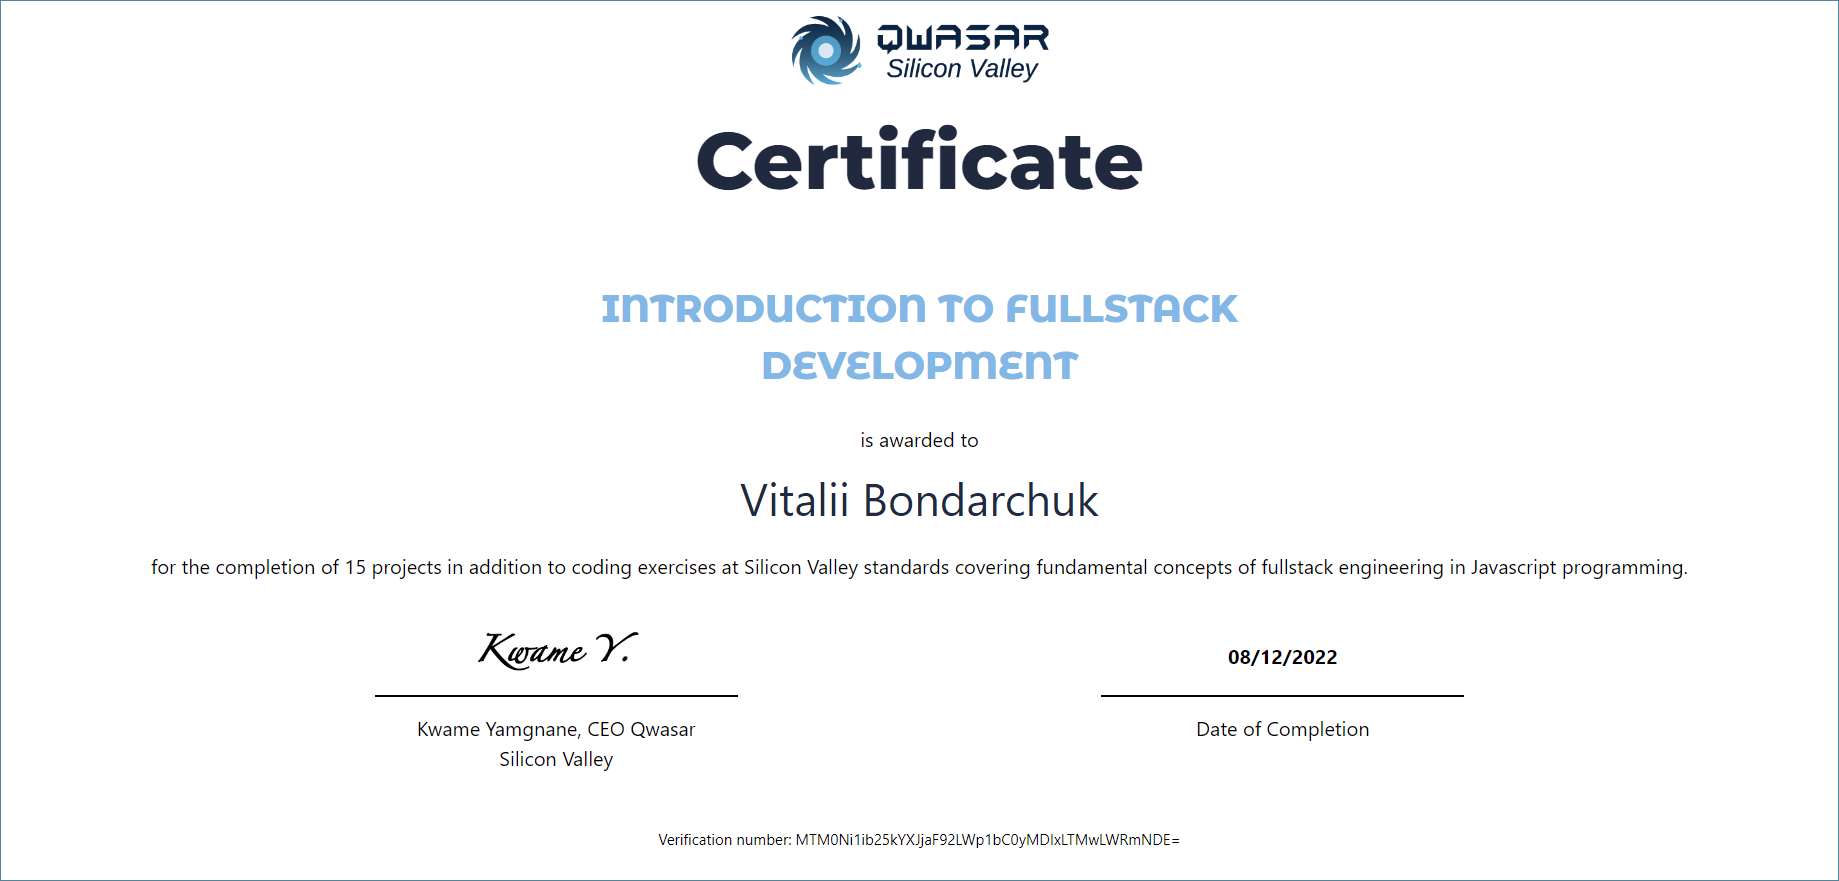 QWASAR
Silicon Valley
Certificate
INTRODUCTION TO FULLSTACK
DEVELOPMENT
is awarded to
Vitalii Bondarchuk
for the completion of 15 projects in addition to coding exercises at Silicon Valley standards covering fundamental concepts of fullstack engineering in Javascript programming.
Kwame Y.
Kwame Yamgnane, CEO Qwasar
Silicon Valley
08/12/2022
Date of Completion
Verification number: MTM0Ni1ib25kYXJjaF92LWp1bC0yMDIxLTMwLWRmNDE=